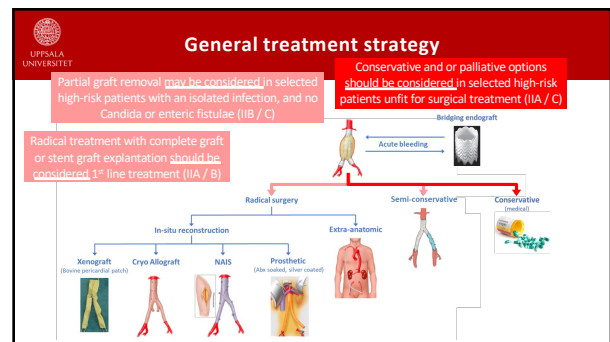 UPPSALA
UNIVERSITET
General treatment strategy
Partial graft removal may be considered in selected
high-risk patients with an isolated infection, and no
Candida or enteric fistulae (IIB / C)
Conservative and or palliative options
should be considered in selected high-risk
patients unfit for surgical treatment (IIA / C)
Radical treatment with complete graft
or stent graft explantation should be
considered 1st line treatment (IIA / B)
Bridging endograft
Acute bleeding
Radical surgery
Semi-conservative
Conservative
(medical)
In-situ reconstruction
Extra-anatomic
Xenograft
(Bovine pericardial patch)
Cryo Allograft
NAIS
Prosthetic
(Abx soaked, silver coated)